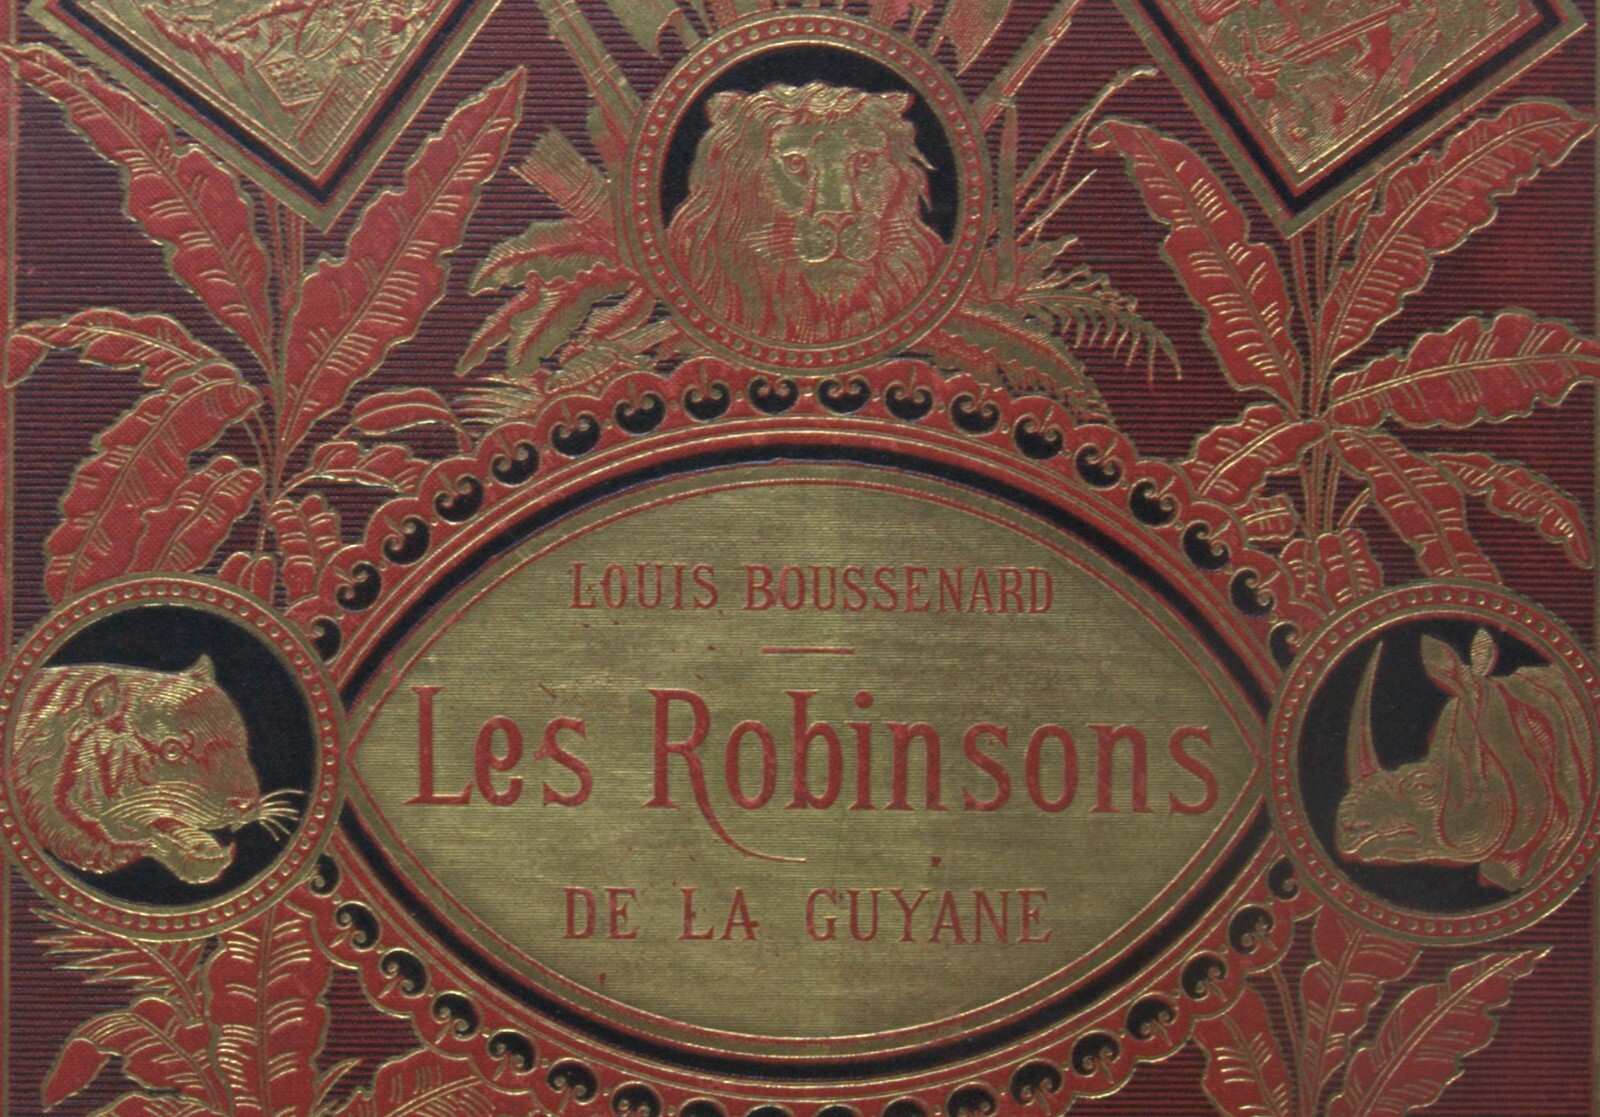 LOUIS BOUSSENARD
Les Robinsons
DE LA GUYANE